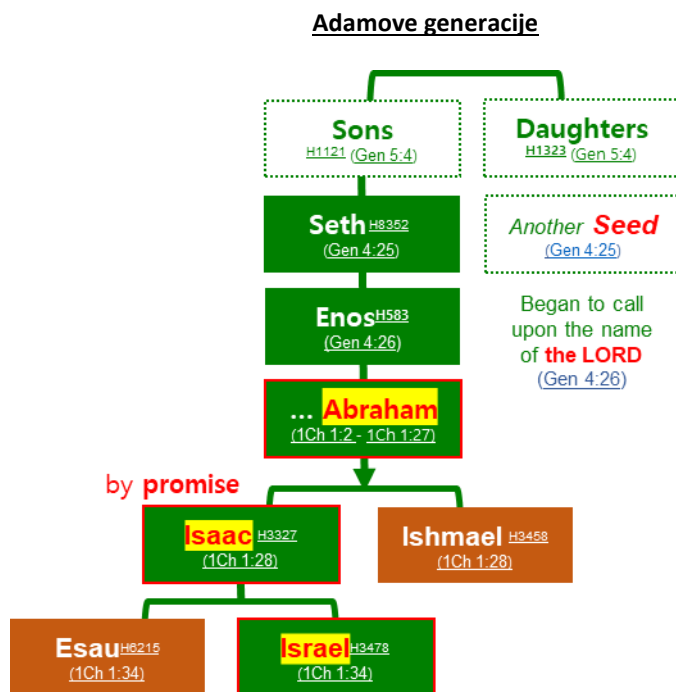 Adamove generacije
Sons
H1121 (Gen 5:4)
Daughters
H1323 (Gen 5:4)
Seth H8352
(Gen 4:25)
Another Seed
(Gen 4:25)
Enos H583
(Gen 4:26)
Began to call
upon the name
of the LORD
(Gen 4:26)
... Abraham
(1Ch 1:2 - 1Ch 1:27)
by promise
Isaac H3327
(1Ch 1:28)
Ishmael H3458
(1Ch 1:28)
Esau H6215
(1Ch 1:34)
Israel H3478
(1Ch 1:34)